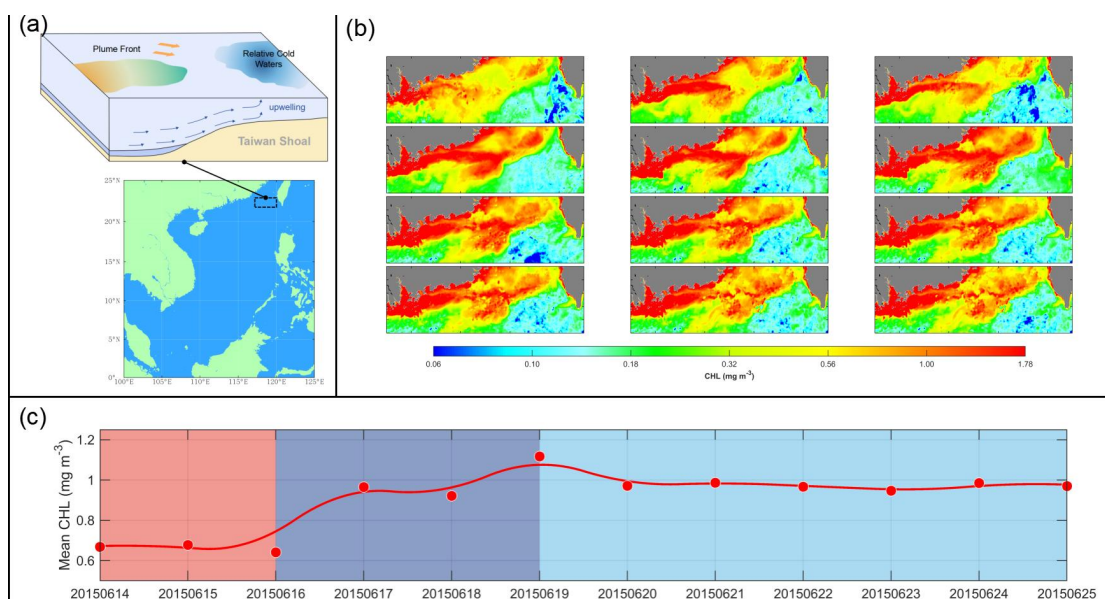 (a)
Plume Front
Relative Cold
Waters
upwelling
Taiwan Shoal
25°N
20°N
15°N
10°N
5°N
0°
100°E 105°E 110°E 115°E 120°E 125°E
(b)
0.06 0.10 0.18 0.32 0.56 1.00 1.78
CHL (mg m⁻³)
(c)
Mean CHL (mg m⁻³)
1.2
1
0.8
0.6
20150614 20150615 20150616 20150617 20150618 20150619 20150620 20150621 20150622 20150623 20150624 20150625